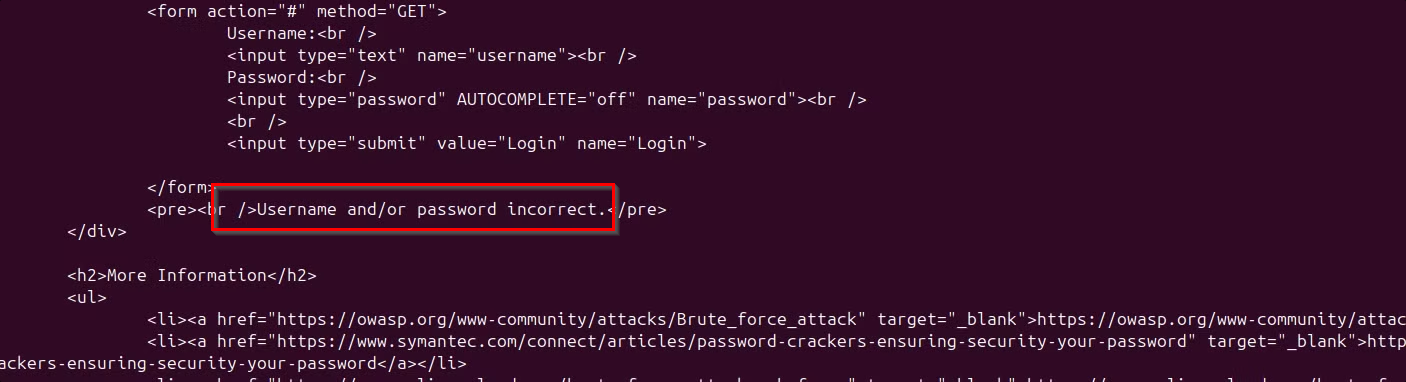 <form action="#" method="GET">
Username:<br />
<input type="text" name="username"><br />
Password:<br />
<input type="password" AUTOCOMPLETE="off" name="password"><br />
<br />
<input type="submit" value="Login" name="Login">
</form>
<pre><br />Username and/or password incorrect.</pre>
</div>
<h2>More Information</h2>
<ul>
<li><a href="https://owasp.org/www-community/attacks/Brute_force_attack" target="_blank">https://owasp.org/www-community/attac
<li><a href="https://www.symantec.com/connect/articles/password-crackers-ensuring-security-your-password" target="_blank">http
rackers-ensuring-security-your-password</a></li>